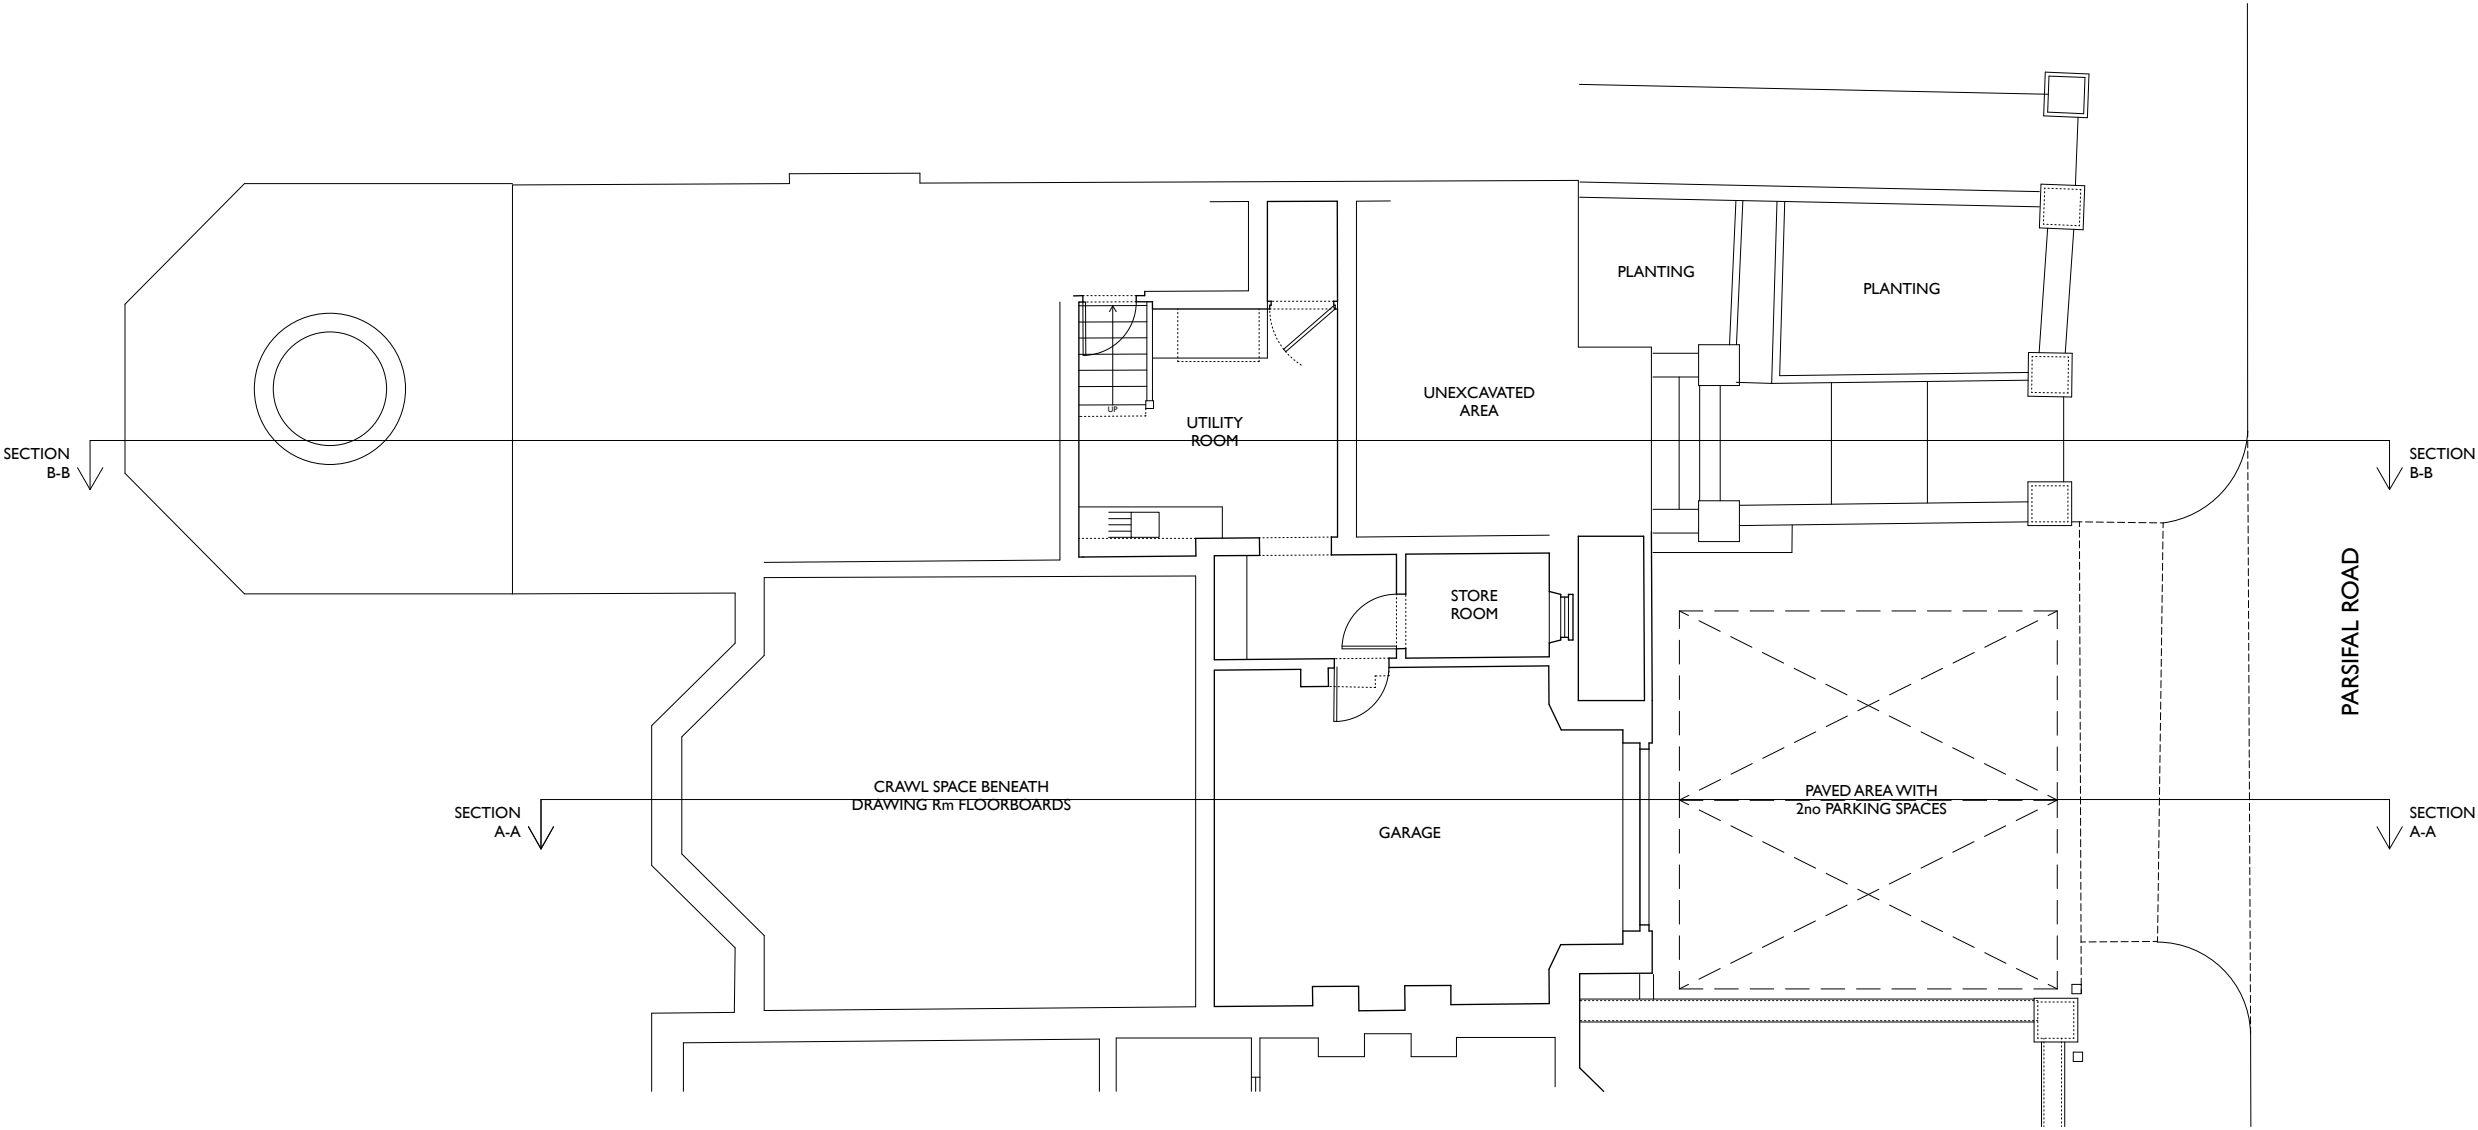 PLANTING
PLANTING
UNEXCAVATED
AREA
UTILITY
ROOM
UP
SECTION
B-B
SECTION
B-B
STORE
ROOM
PARSIFAL ROAD
CRAWL SPACE BENEATH
DRAWING Rm FLOORBOARDS
PAVED AREA WITH
2no PARKING SPACES
SECTION
A-A
SECTION
A-A
GARAGE